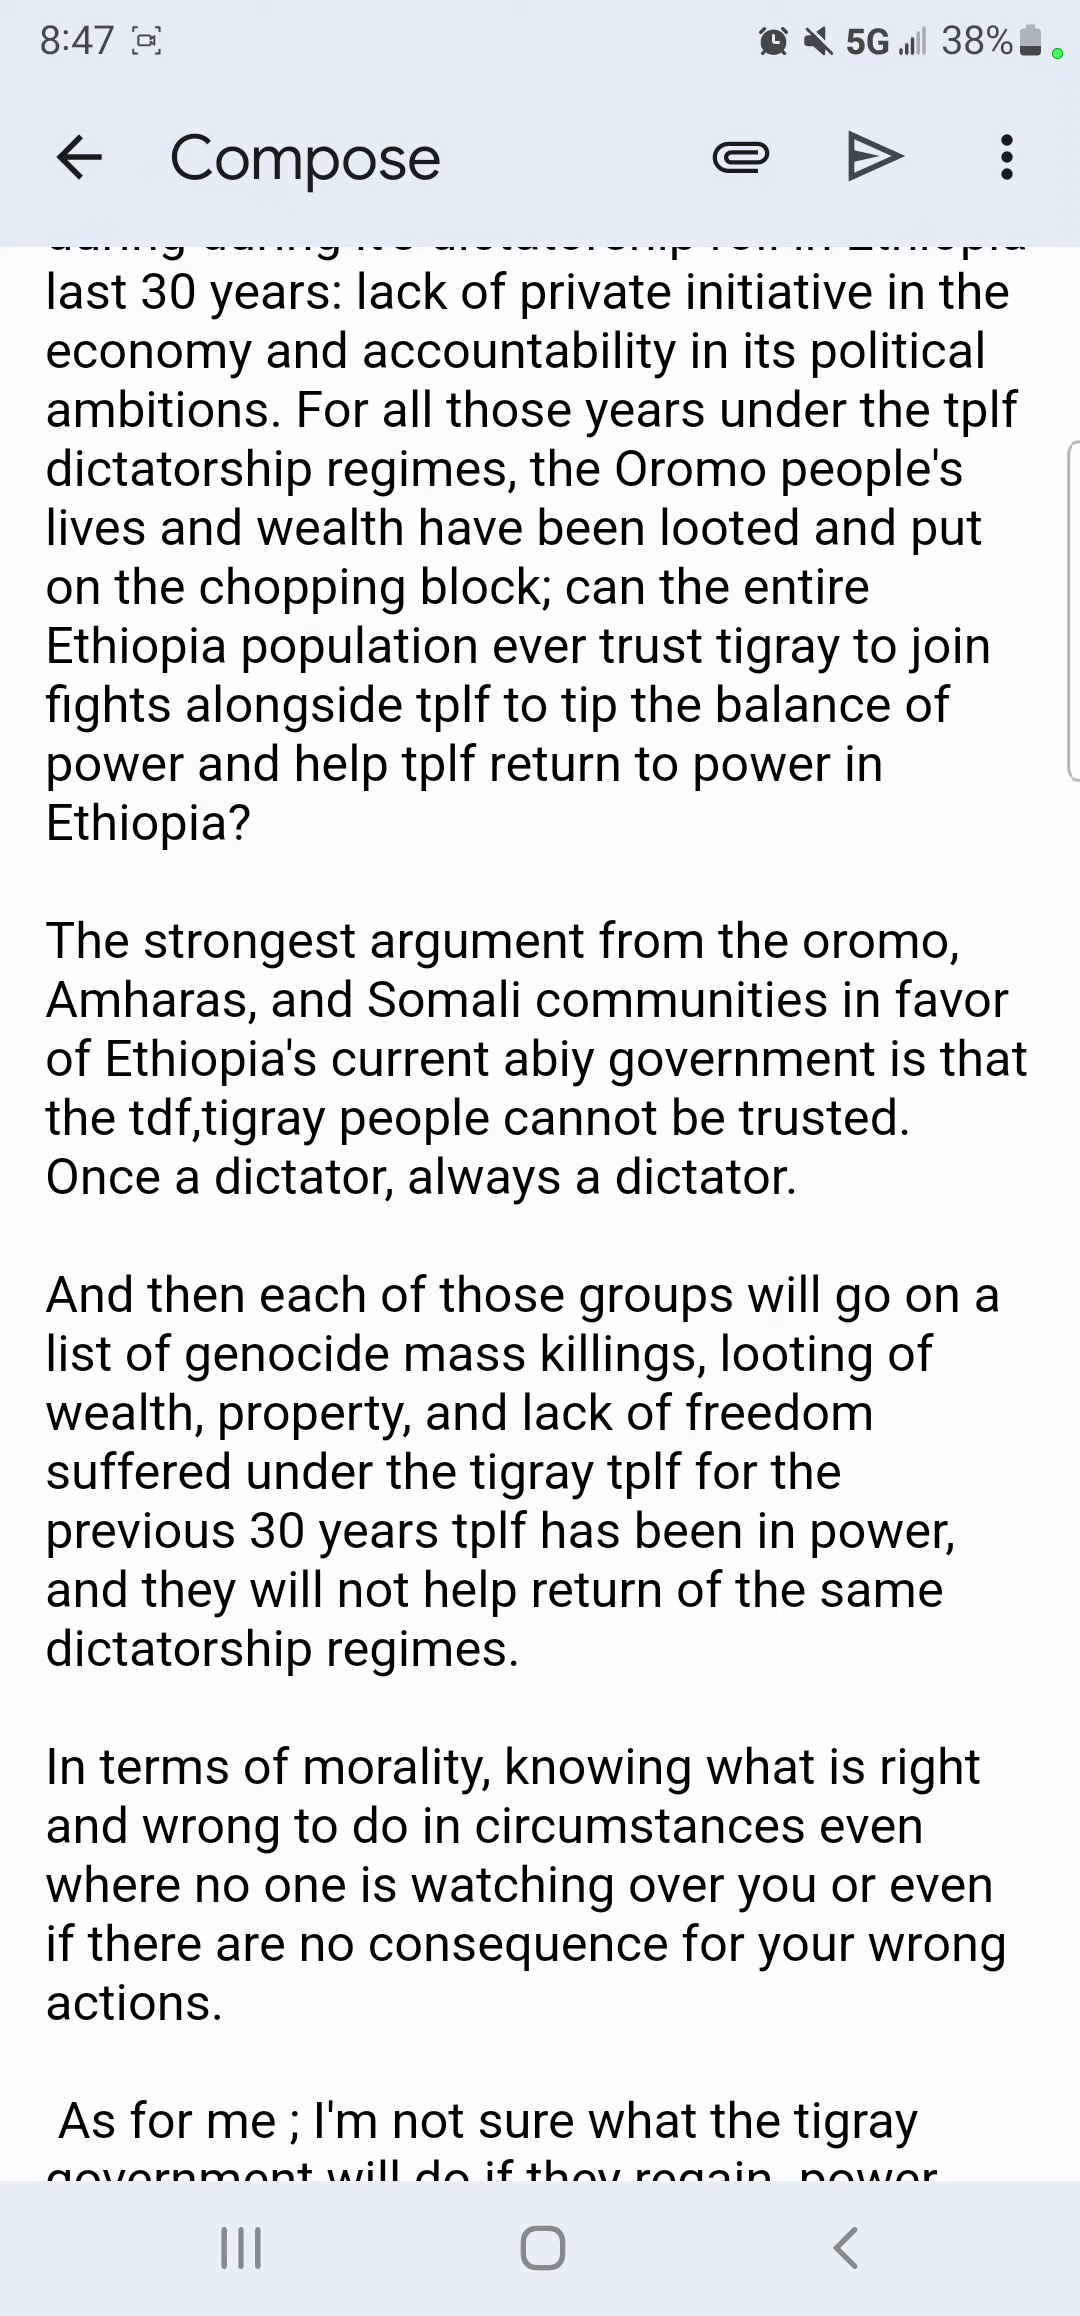 8:47
5G 38%
Compose
last 30 years: lack of private initiative in the
economy and accountability in its political
ambitions. For all those years under the tplf
dictatorship regimes, the Oromo people's
lives and wealth have been looted and put
on the chopping block; can the entire
Ethiopia population ever trust tigray to join
fights alongside tplf to tip the balance of
power and help tplf return to power in
Ethiopia?
The strongest argument from the oromo,
Amharas, and Somali communities in favor
of Ethiopia's current abiy government is that
the tdf,tigray people cannot be trusted.
Once a dictator, always a dictator.
And then each of those groups will go on a
list of genocide mass killings, looting of
wealth, property, and lack of freedom
suffered under the tigray tplf for the
previous 30 years tplf has been in power,
and they will not help return of the same
dictatorship regimes.
In terms of morality, knowing what is right
and wrong to do in circumstances even
where no one is watching over you or even
if there are no consequence for your wrong
actions.
As for me ; I'm not sure what the tigray
government will do if they regain power